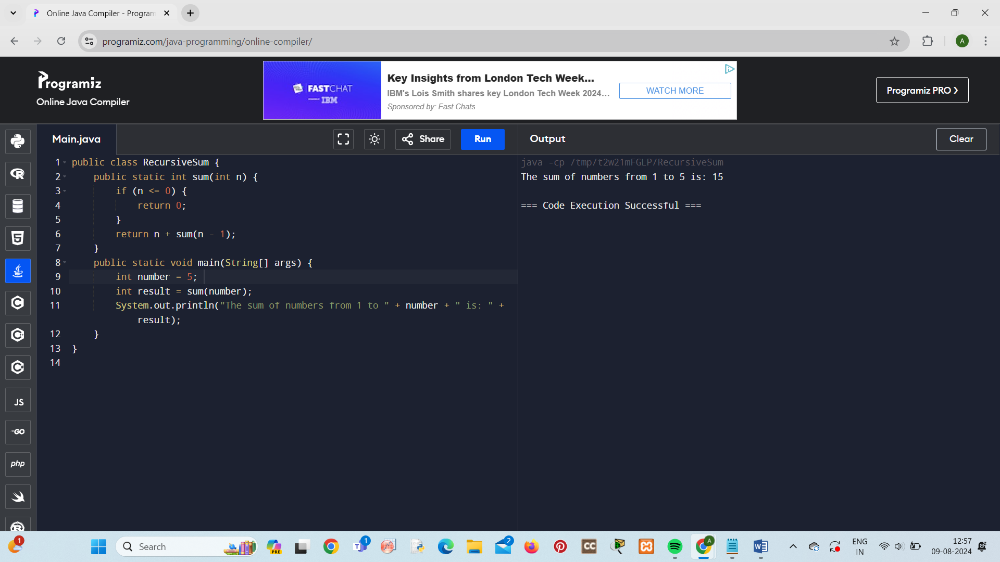 Online Java Compiler - Program
programiz.com/java-programming/online-compiler/
A
Programiz
Online Java Compiler
FASTCHAT
IBM
Key Insights from London Tech Week...
IBM's Lois Smith shares key London Tech Week 2024...
Sponsored by: Fast Chats
WATCH MORE
Programiz PRO
Main.java
Share
Run
Output
Clear
1 public class RecursiveSum {
2 public static int sum(int n) {
3 if (n <= 0) {
4 return 0;
5 }
6 return n + sum(n - 1);
7 }
8 public static void main(String[] args) {
9 int number = 5;
10 int result = sum(number);
11 System.out.println("The sum of numbers from 1 to " + number + " is: " +
result);
12 }
13 }
14
java -cp /tmp/t2w21mFGLP/RecursiveSum
The sum of numbers from 1 to 5 is: 15
=== Code Execution Successful ===
R
5
C
C
C
JS
GO
php
R
1
Search
PRE
1
CC
2
A
W
ENG
IN
12:57
09-08-2024